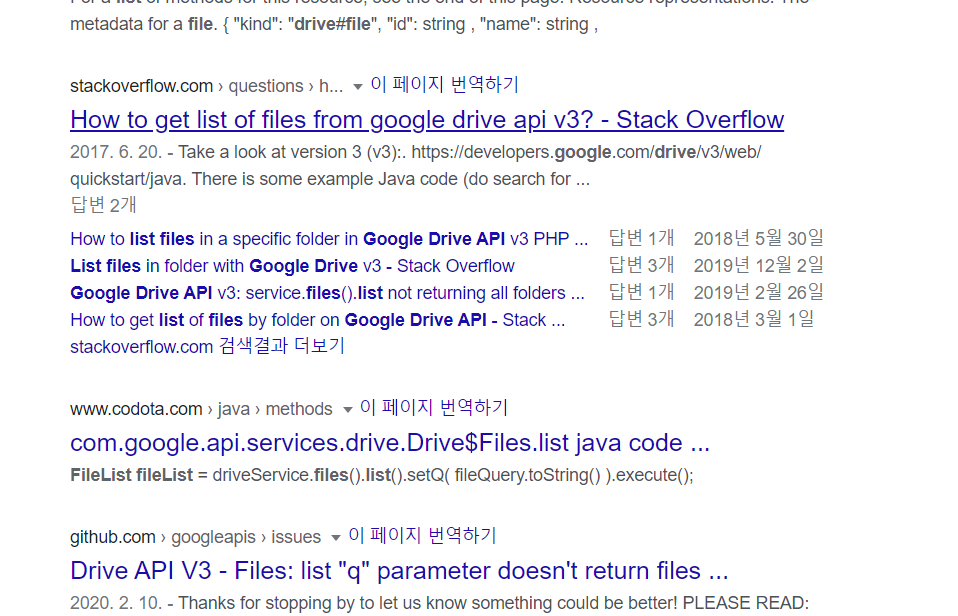 metadata for a file. { "kind": "drive#file", "id": string , "name": string ,
stackoverflow.com › questions › h... ▼ 이 페이지 번역하기
How to get list of files from google drive api v3? - Stack Overflow
2017. 6. 20. - Take a look at version 3 (v3):. https://developers.google.com/drive/v3/web/
quickstart/java. There is some example Java code (do search for ...
답변 2개
How to list files in a specific folder in Google Drive API v3 PHP ... 답변 1개 2018년 5월 30일
List files in folder with Google Drive v3 - Stack Overflow 답변 3개 2019년 12월 2일
Google Drive API v3: service.files().list not returning all folders ... 답변 1개 2019년 2월 26일
How to get list of files by folder on Google Drive API - Stack ... 답변 3개 2018년 3월 1일
stackoverflow.com 검색결과 더보기
www.codota.com › java › methods ▼ 이 페이지 번역하기
com.google.api.services.drive.Drive$Files.list java code ...
FileList fileList = driveService.files().list().setQ( fileQuery.toString() ).execute();
github.com › googleapis › issues ▼ 이 페이지 번역하기
Drive API V3 - Files: list "q" parameter doesn't return files ...
2020. 2. 10. - Thanks for stopping by to let us know something could be better! PLEASE READ: